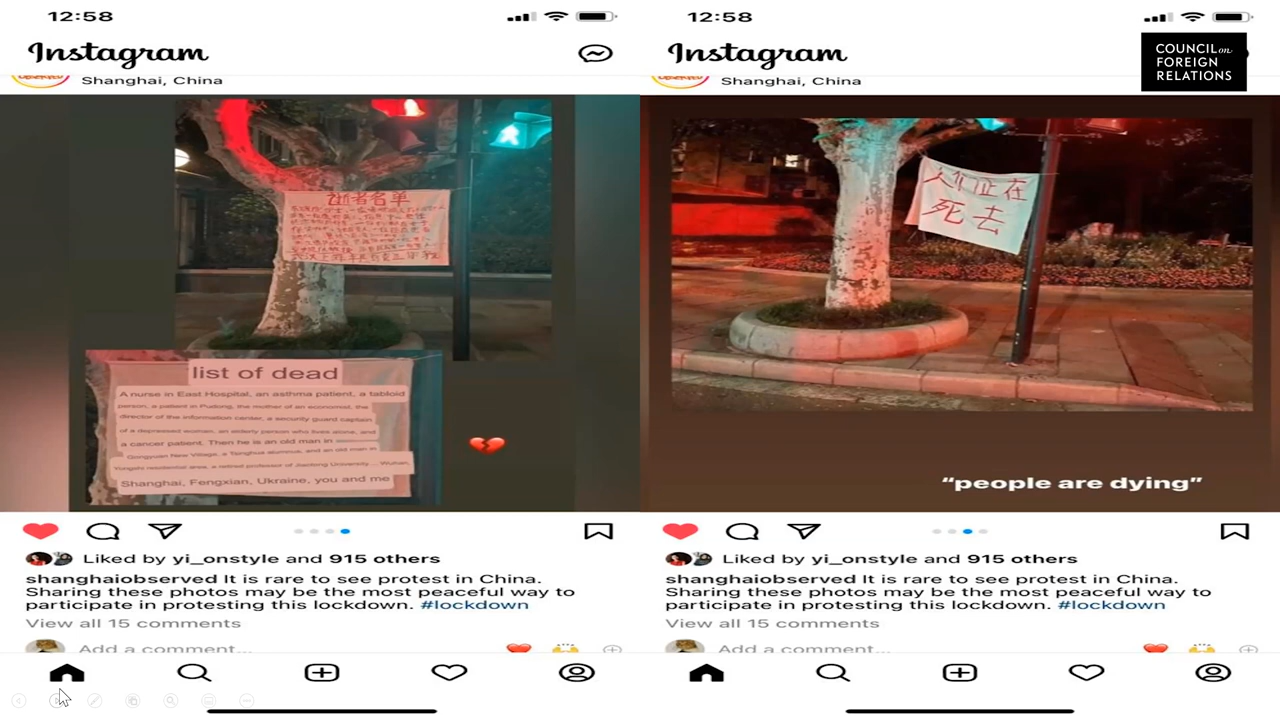 12:58
Instagram
Shanghai, China
逝者名单
list of dead
A nurse in East Hospital, an asthma patient, a tabloid
person, a patient in Pudong, the mother of an economist, the
director of the information center, a security guard captain
of a depressed woman, an elderly person who lives alone, and
a cancer patient. Then he is an old man in
Gongyuan New Village, a Tsinghua alumnus, and an old man in
Yungshi residential area, a retired professor of Jiaotong University.... Wuhan,
Shanghai, Fengxian, Ukraine, you and me
Liked by yi_onstyle and 915 others
shanghaiobserved It is rare to see protest in China.
Sharing these photos may be the most peaceful way to
participate in protesting this lockdown. #lockdown
View all 15 comments
Add a comment...
12:58
Instagram
COUNCIL on
FOREIGN
RELATIONS
Shanghai, China
人们正在
死去
“people are dying”
Liked by yi_onstyle and 915 others
shanghaiobserved It is rare to see protest in China.
Sharing these photos may be the most peaceful way to
participate in protesting this lockdown. #lockdown
View all 15 comments
Add a comment...